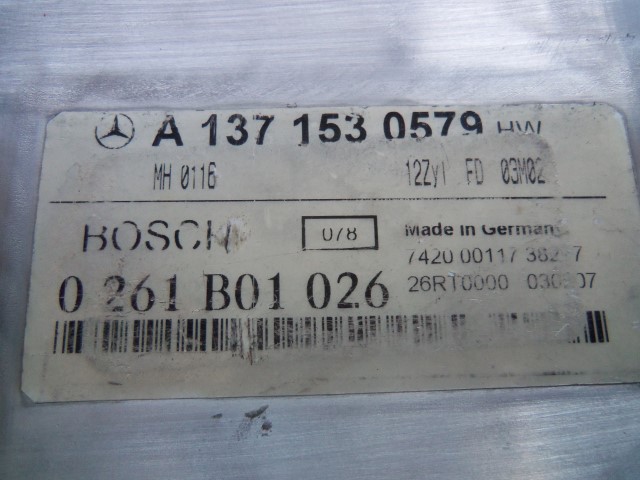 A 137 153 0579 HW
MH 0116 12Zyl FD 03M02
BOSCH 078 Made in Germany
7420 00117
0 261 B01 026 26RT0000